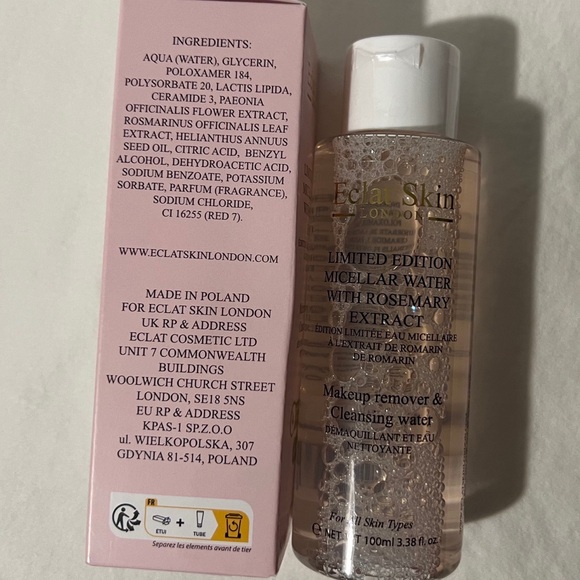 INGREDIENTS:
AQUA (WATER), GLYCERIN,
POLOXAMER 184,
POLYSORBATE 20, LACTIS LIPIDA,
CERAMIDE 3, PAEONIA
OFFICINALIS FLOWER EXTRACT,
ROSMARINUS OFFICINALIS LEAF
EXTRACT, HELIANTHUS ANNUUS
SEED OIL, CITRIC ACID, BENZYL
ALCOHOL, DEHYDROACETIC ACID,
SODIUM BENZOATE, POTASSIUM
SORBATE, PARFUM (FRAGRANCE),
SODIUM CHLORIDE,
CI 16255 (RED 7).
WWW.ECLATSKINLONDON.COM
MADE IN POLAND
FOR ECLAT SKIN LONDON
UK RP & ADDRESS
ECLAT COSMETIC LTD
UNIT 7 COMMONWEALTH
BUILDINGS
WOOLWICH CHURCH STREET
LONDON, SE18 5NS
EU RP & ADDRESS
KPAS-1 SP.Z.O.O
ul. WIELKOPOLSKA, 307
GDYNIA 81-514, POLAND
FR
ETUI + TUBE
Separez les elements avant de tier
Eclat Skin
LONDON
LIMITED EDITION
MICELLAR WATER
WITH ROSEMARY
EXTRACT
ÉDITION LIMITÉE EAU MICELLAIRE
À L'EXTRAIT DE ROMARIN
DE ROMARIN
Makeup remover &
Cleansing water
DÉMAQUILLANT ET EAU
NETTOYANTE
For All Skin Types
NET.WT 100ml 3.38 fl. oz.